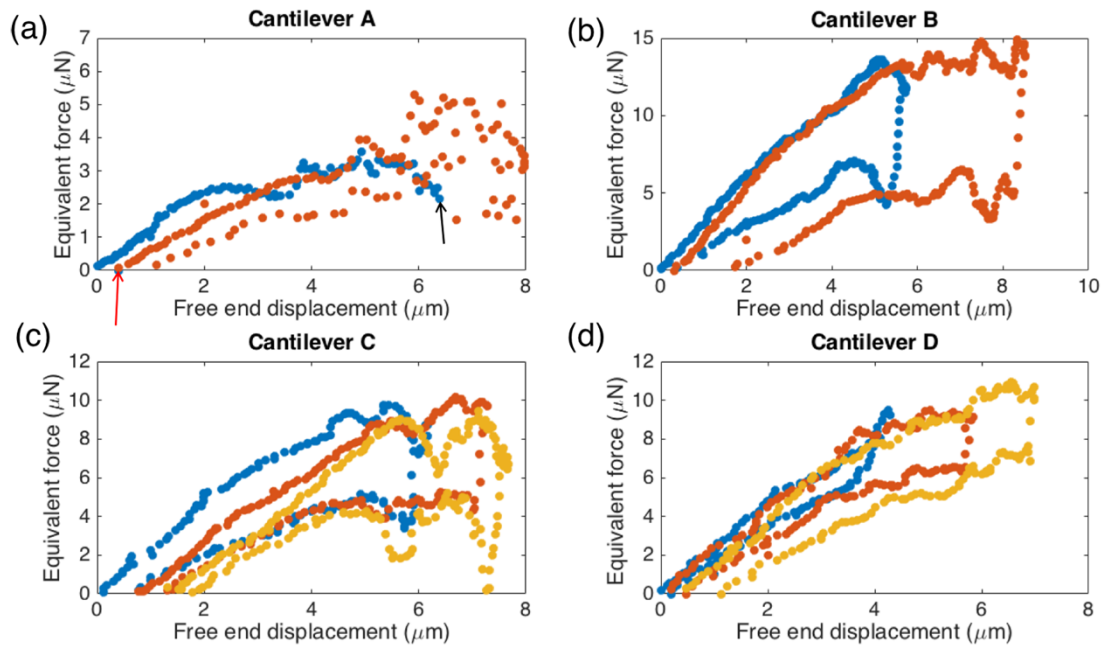 (a)
Cantilever A
Equivalent force (μN)
7
6
5
4
3
2
1
0
0 2 4 6 8
Free end displacement (μm)
(b)
Cantilever B
Equivalent force (μN)
15
10
5
0
0 2 4 6 8 10
Free end displacement (μm)
(c)
Cantilever C
Equivalent force (μN)
12
10
8
6
4
2
0
0 2 4 6 8
Free end displacement (μm)
(d)
Cantilever D
Equivalent force (μN)
12
10
8
6
4
2
0
0 2 4 6 8
Free end displacement (μm)